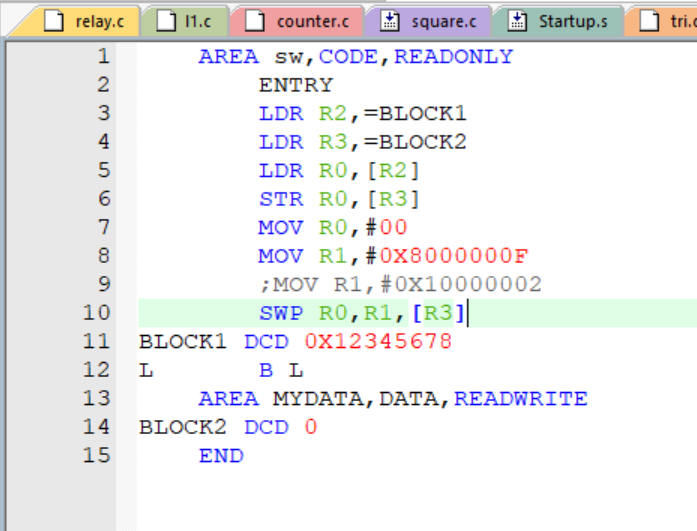 relay.c l1.c counter.c square.c Startup.s tri.c
1 AREA sw,CODE,READONLY
2 ENTRY
3 LDR R2,=BLOCK1
4 LDR R3,=BLOCK2
5 LDR R0,[R2]
6 STR R0,[R3]
7 MOV R0,#00
8 MOV R1,#0X8000000F
9 ;MOV R1,#0X10000002
10 SWP R0,R1,[R3]
11 BLOCK1 DCD 0X12345678
12 L B L
13 AREA MYDATA,DATA,READWRITE
14 BLOCK2 DCD 0
15 END